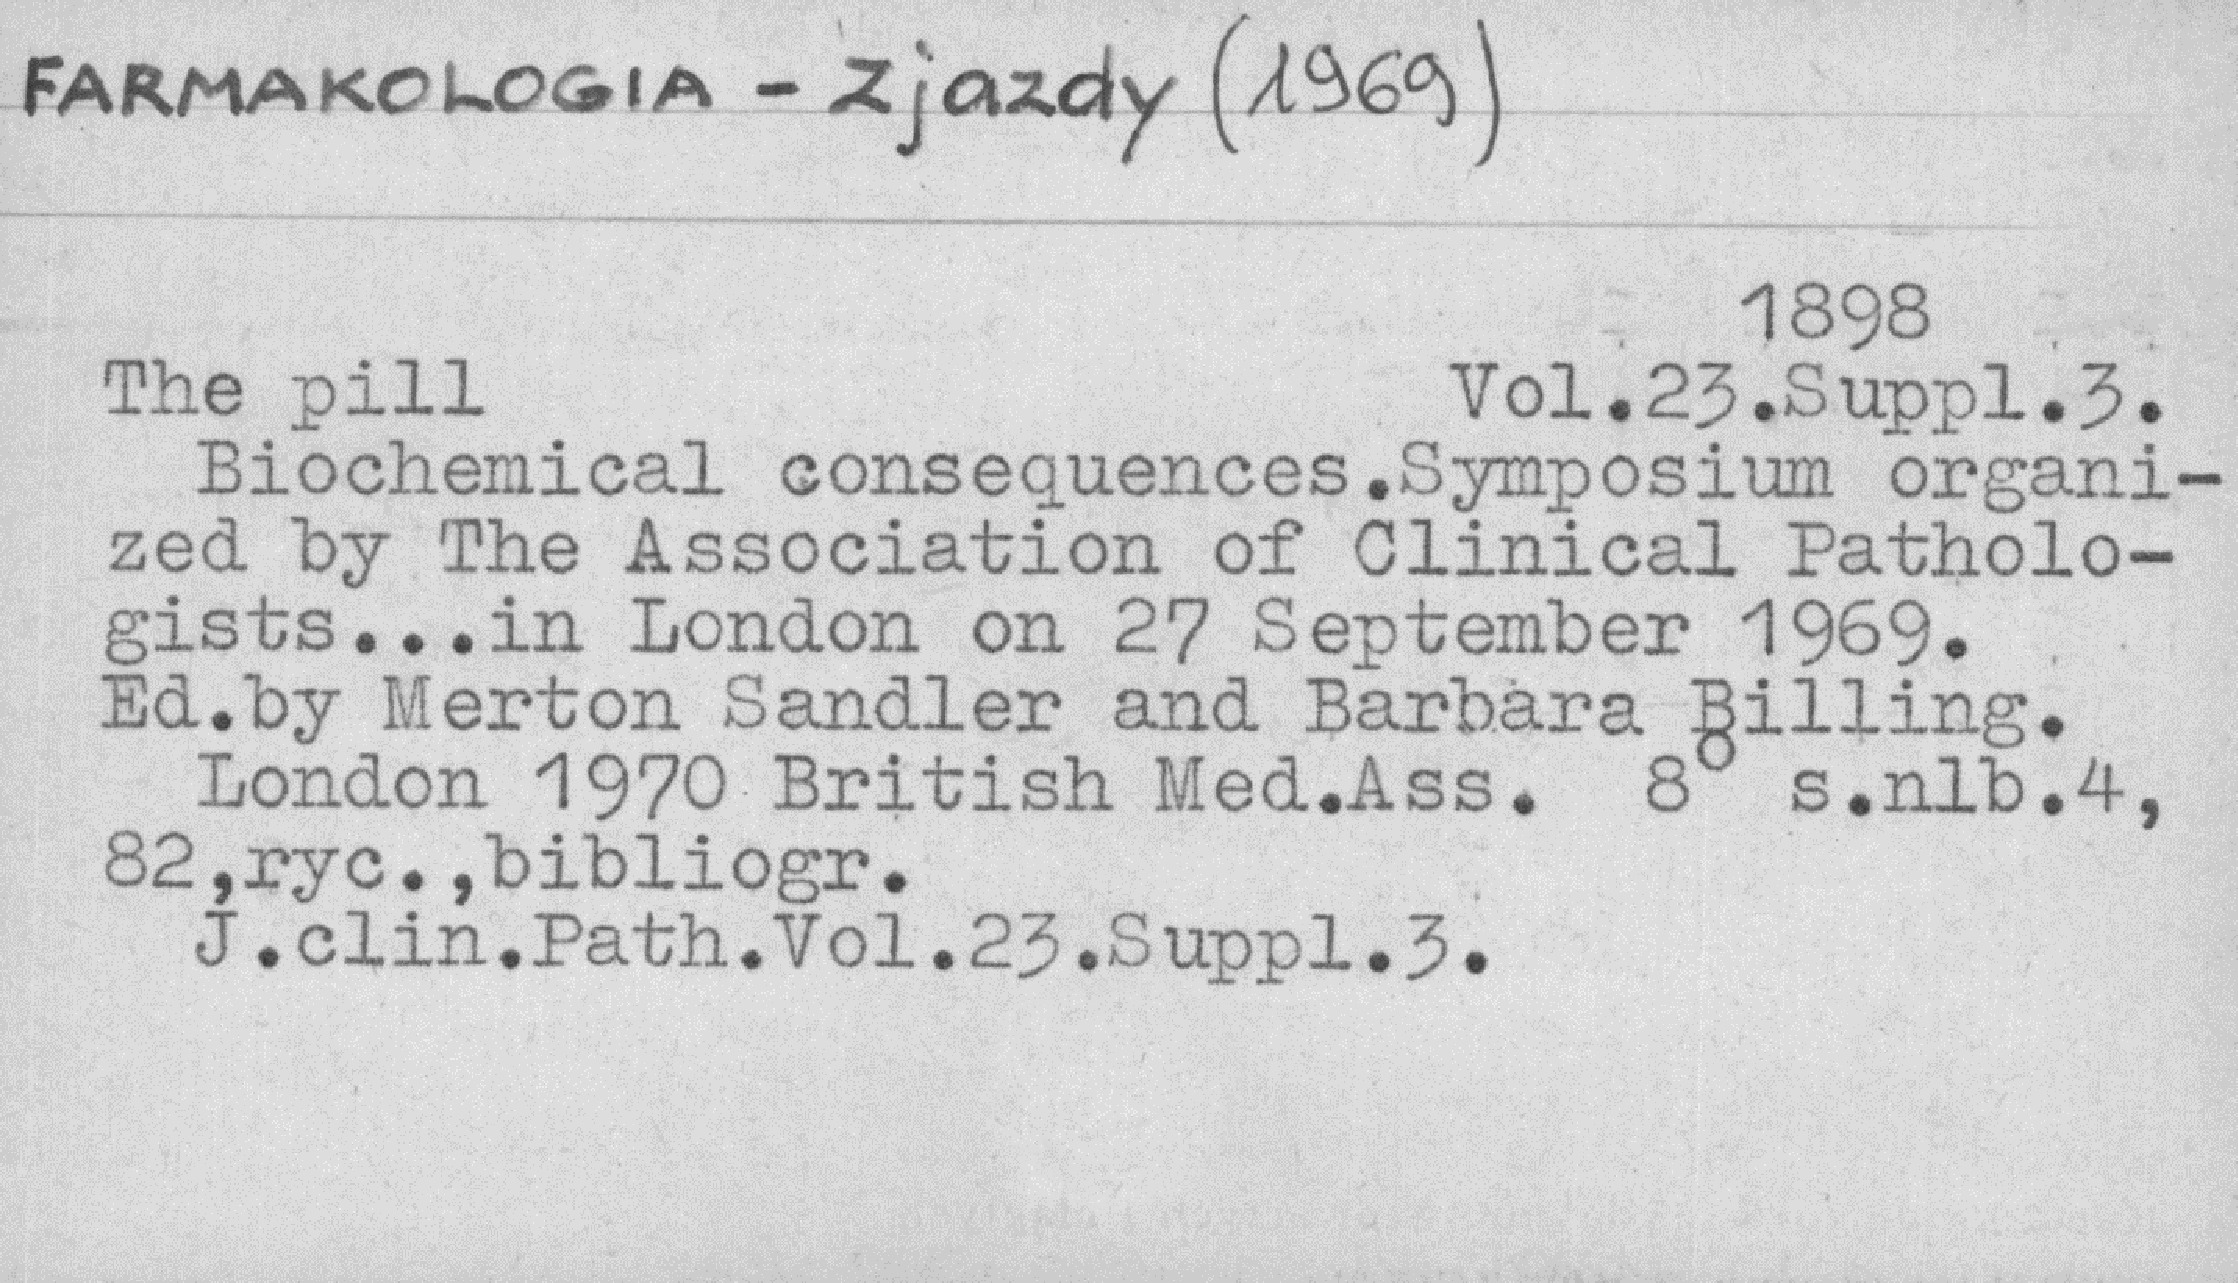 FARMAKOLOGIA - Zjazdy (1969)
1898
The pill Vol.23.Suppl.3.
Biochemical consequences.Symposium organi-
zed by The Association of Clinical Patholo-
gists...in London on 27 September 1969.
Ed.by Merton Sandler and Barbara Billing.
London 1970 British Med.Ass. 8° s.nlb.4,
82,ryc.,bibliogr.
J.clin.Path.Vol.23.Suppl.3.